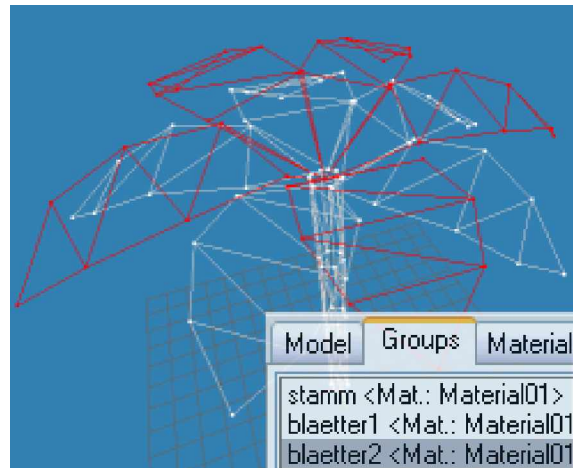 Model Groups Material
stamm <Mat.: Material01>
blaetter1 <Mat.: Material01
blaetter2 <Mat.: Material01